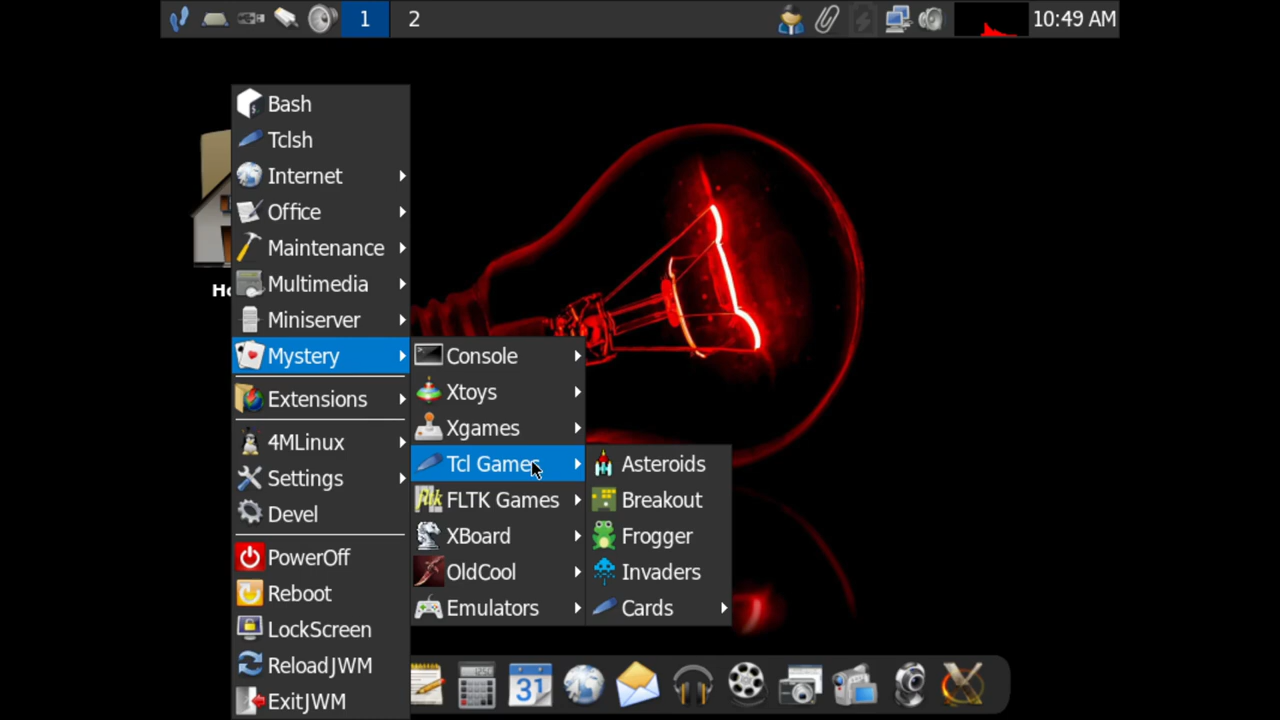 1 2 10:49 AM
Bash
Tclsh
Internet
Office
Maintenance
Multimedia
Miniserver
Mystery
Extensions
4MLinux
Settings
Devel
PowerOff
Reboot
LockScreen
ReloadJWM
ExitJWM
Console
Xtoys
Xgames
Tcl Games
FLTK Games
XBoard
OldCool
Emulators
Asteroids
Breakout
Frogger
Invaders
Cards
Ho
31